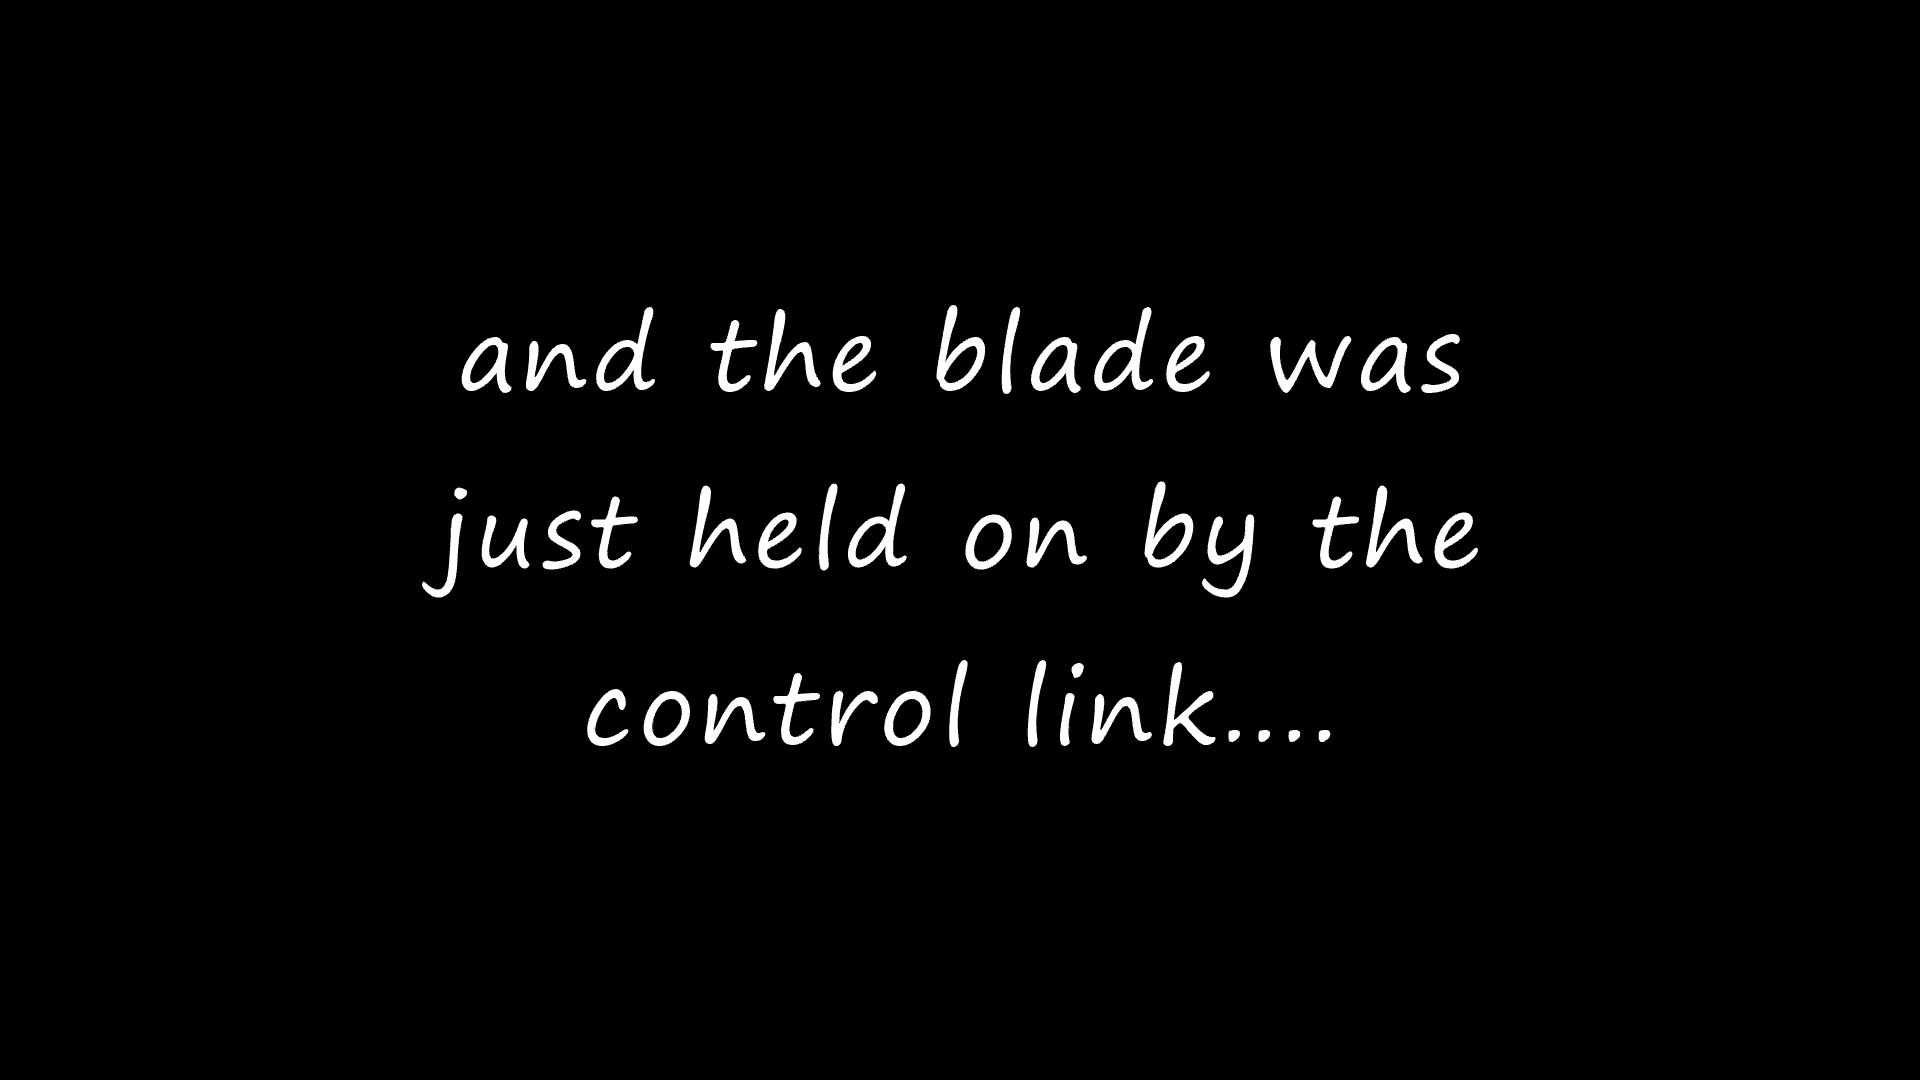 and the blade was
just held on by the
control link....